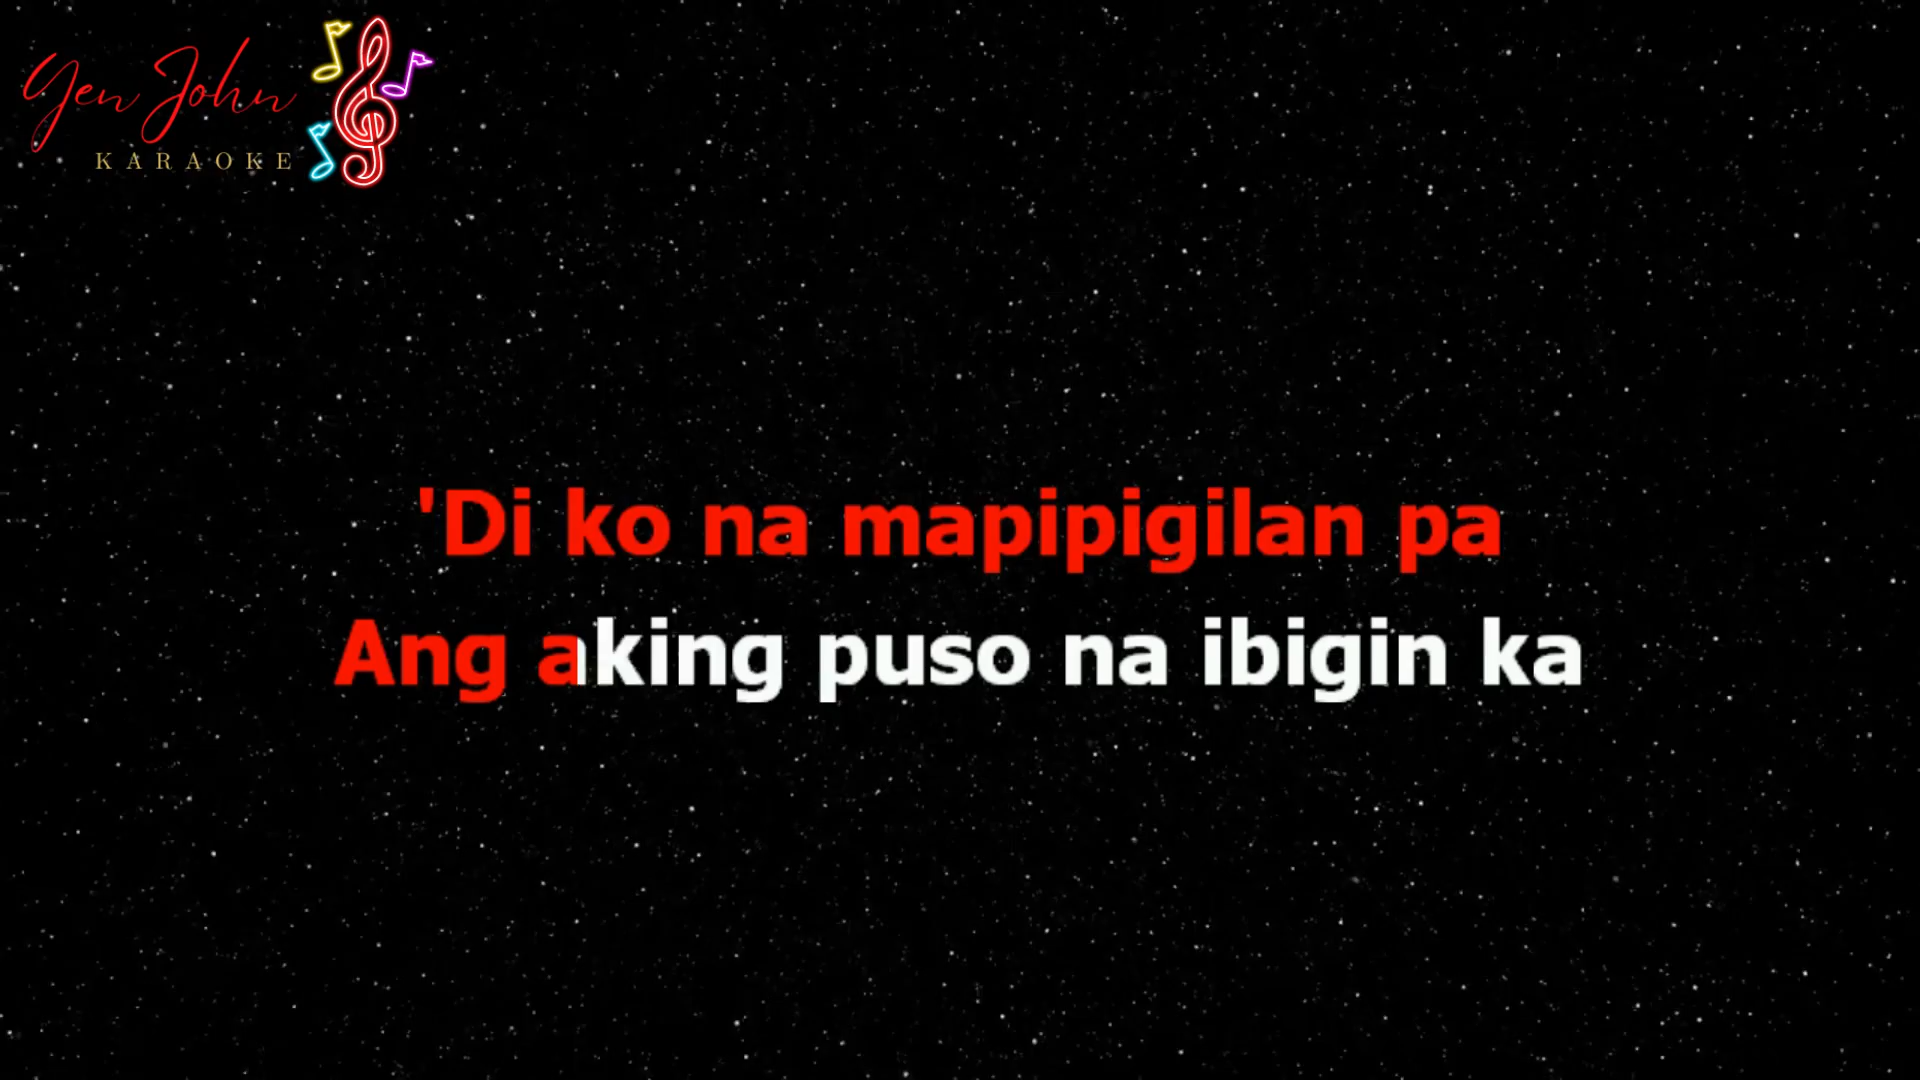 Yen John
KARAOKE
'Di ko na mapipigilan pa
Ang aking puso na ibigin ka